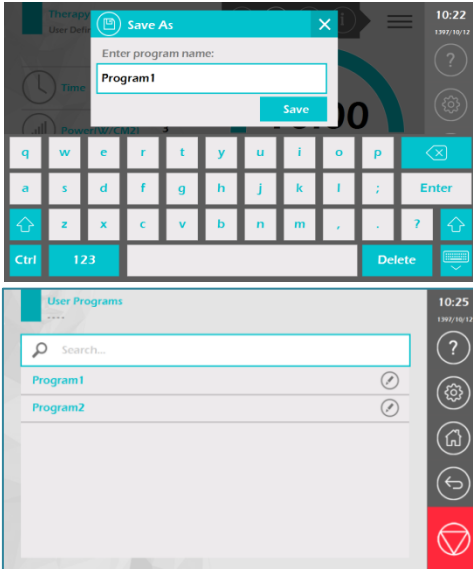 Therapy
User Defi
Save As
10:22
1397/10/12
Enter program name:
Program1
Time
Save
Power(W/CM2)
q w e r t y u i o p
a s d f g h j k l ; Enter
z x c v b n m , . ?
Ctrl 123 Delete
User Programs
....
10:25
1397/10/12
Search...
Program1
Program2